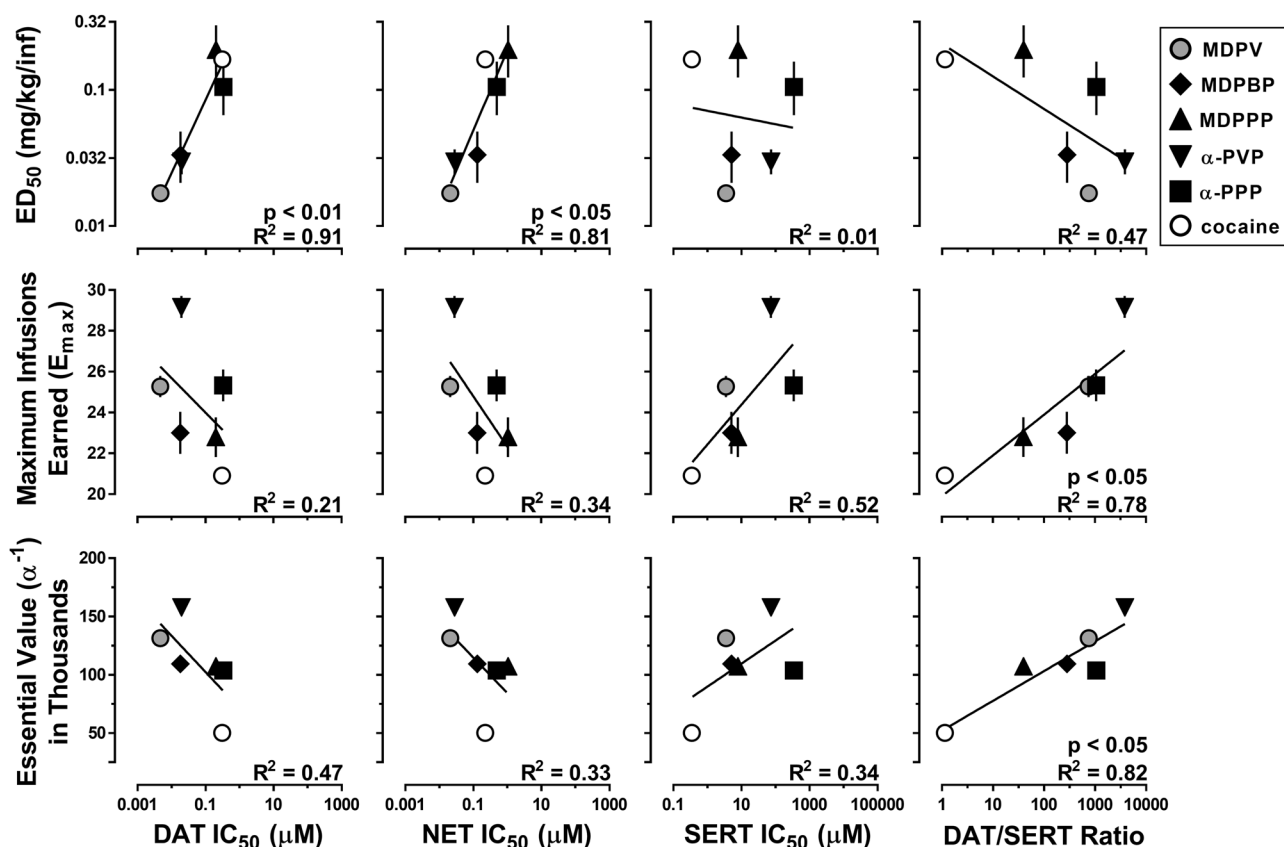 ED50 (mg/kg/inf)
0.32
0.1
0.032
0.01
p < 0.01
R2 = 0.91
p < 0.05
R2 = 0.81
R2 = 0.01
R2 = 0.47
MDPV
MDPBP
MDPPP
α-PVP
α-PPP
cocaine
Maximum Infusions
Earned (Emax)
30
28
26
24
22
20
R2 = 0.21
R2 = 0.34
R2 = 0.52
p < 0.05
R2 = 0.78
Essential Value (α-1)
in Thousands
200
150
100
50
R2 = 0.47
R2 = 0.33
R2 = 0.34
p < 0.05
R2 = 0.82
0.001 0.1 10 1000
0.001 0.1 10 1000
0.1 10 1000 100000
1 10 100 1000 10000
DAT IC50 (μM)
NET IC50 (μM)
SERT IC50 (μM)
DAT/SERT Ratio